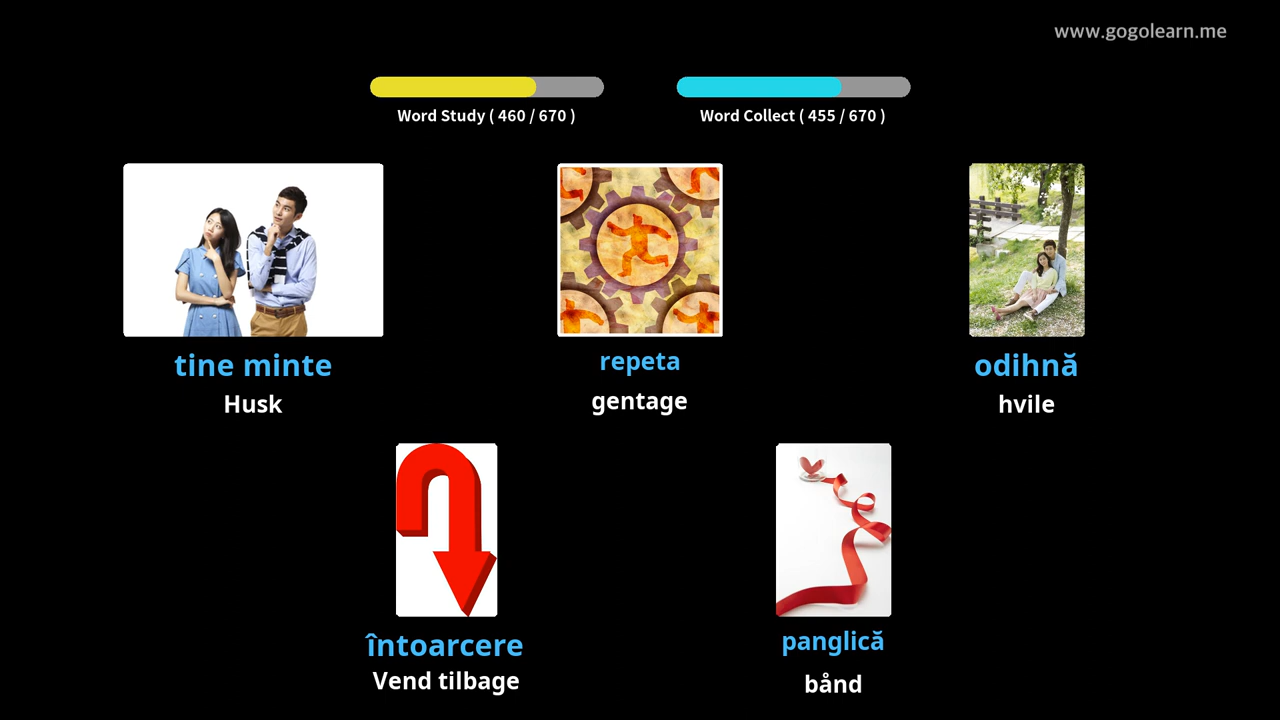 www.gogolearn.me
Word Study ( 460 / 670 )
Word Collect ( 455 / 670 )
tine minte
Husk
repeta
gentage
odihnă
hvile
întoarcere
Vend tilbage
panglică
bånd